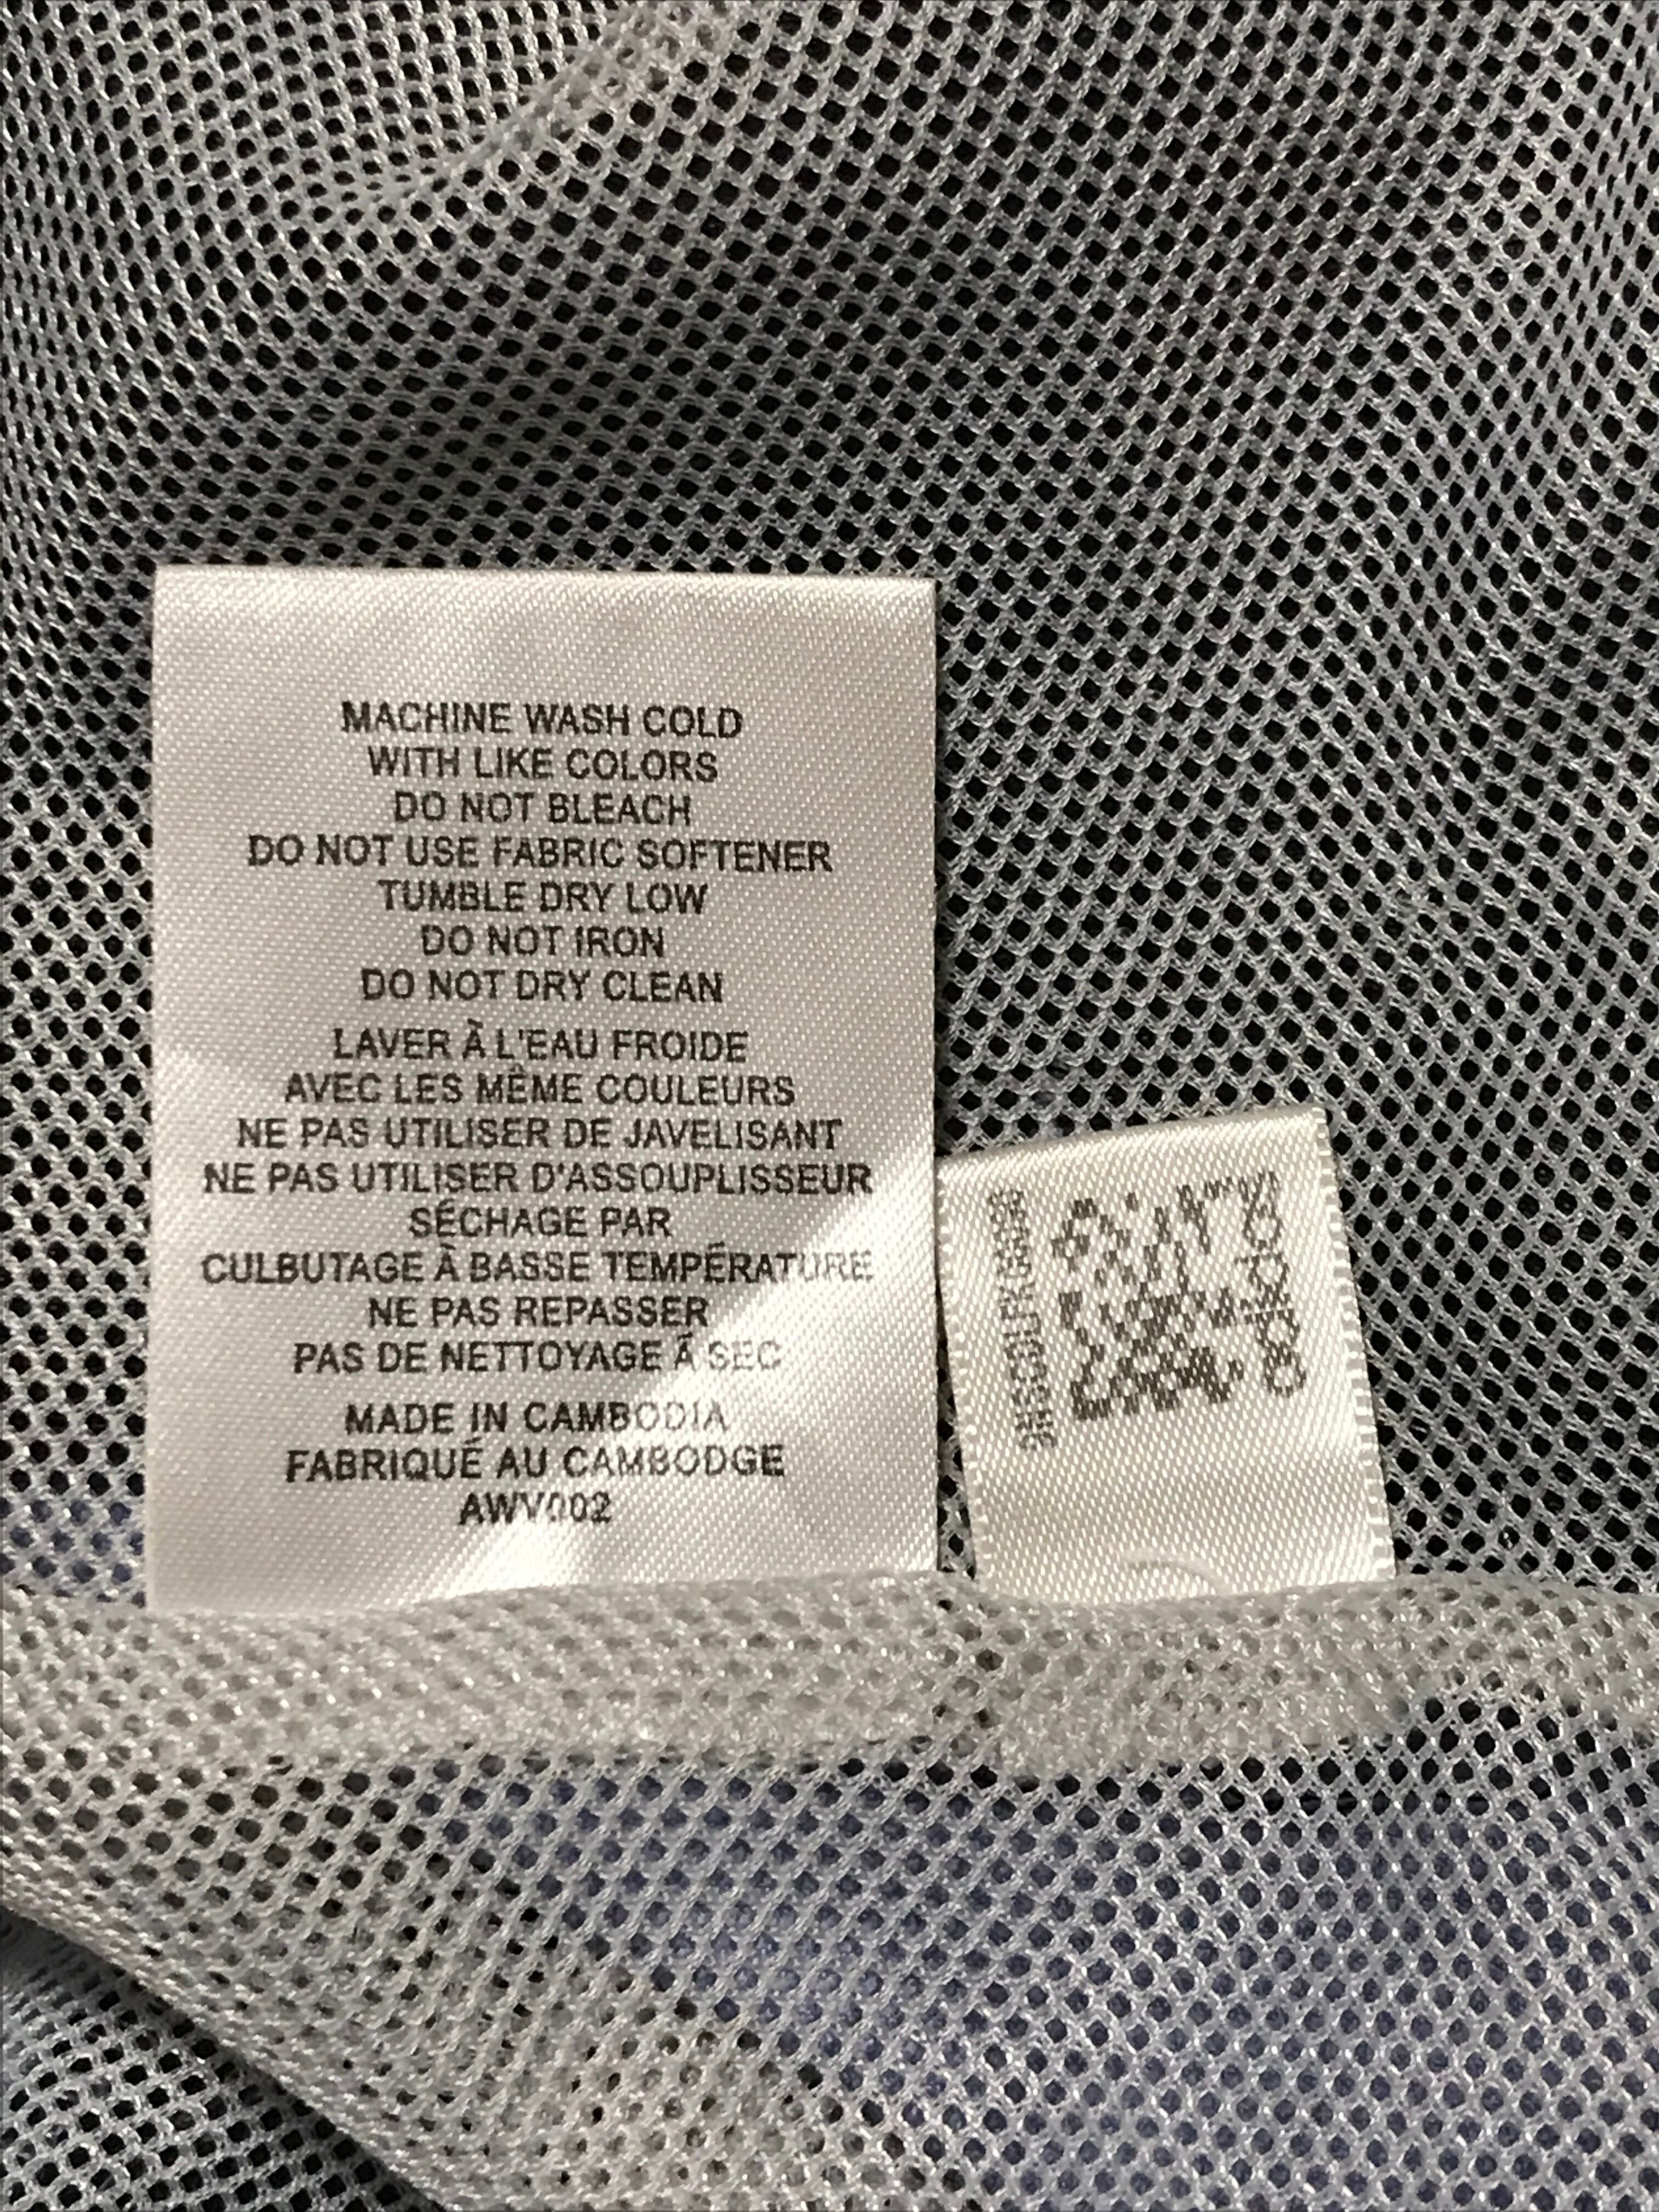 MACHINE WASH COLD
WITH LIKE COLORS
DO NOT BLEACH
DO NOT USE FABRIC SOFTENER
TUMBLE DRY LOW
DO NOT IRON
DO NOT DRY CLEAN
LAVER À L'EAU FROIDE
AVEC LES MÊME COULEURS
NE PAS UTILISER DE JAVELISANT
NE PAS UTILISER D'ASSOUPLISSEUR
SÉCHAGE PAR
CULBUTAGE À BASSE TEMPÉRATURE
NE PAS REPASSER
PAS DE NETTOYAGE À SEC
MADE IN CAMBODIA
FABRIQUÉ AU CAMBODGE
AWV002
adidas